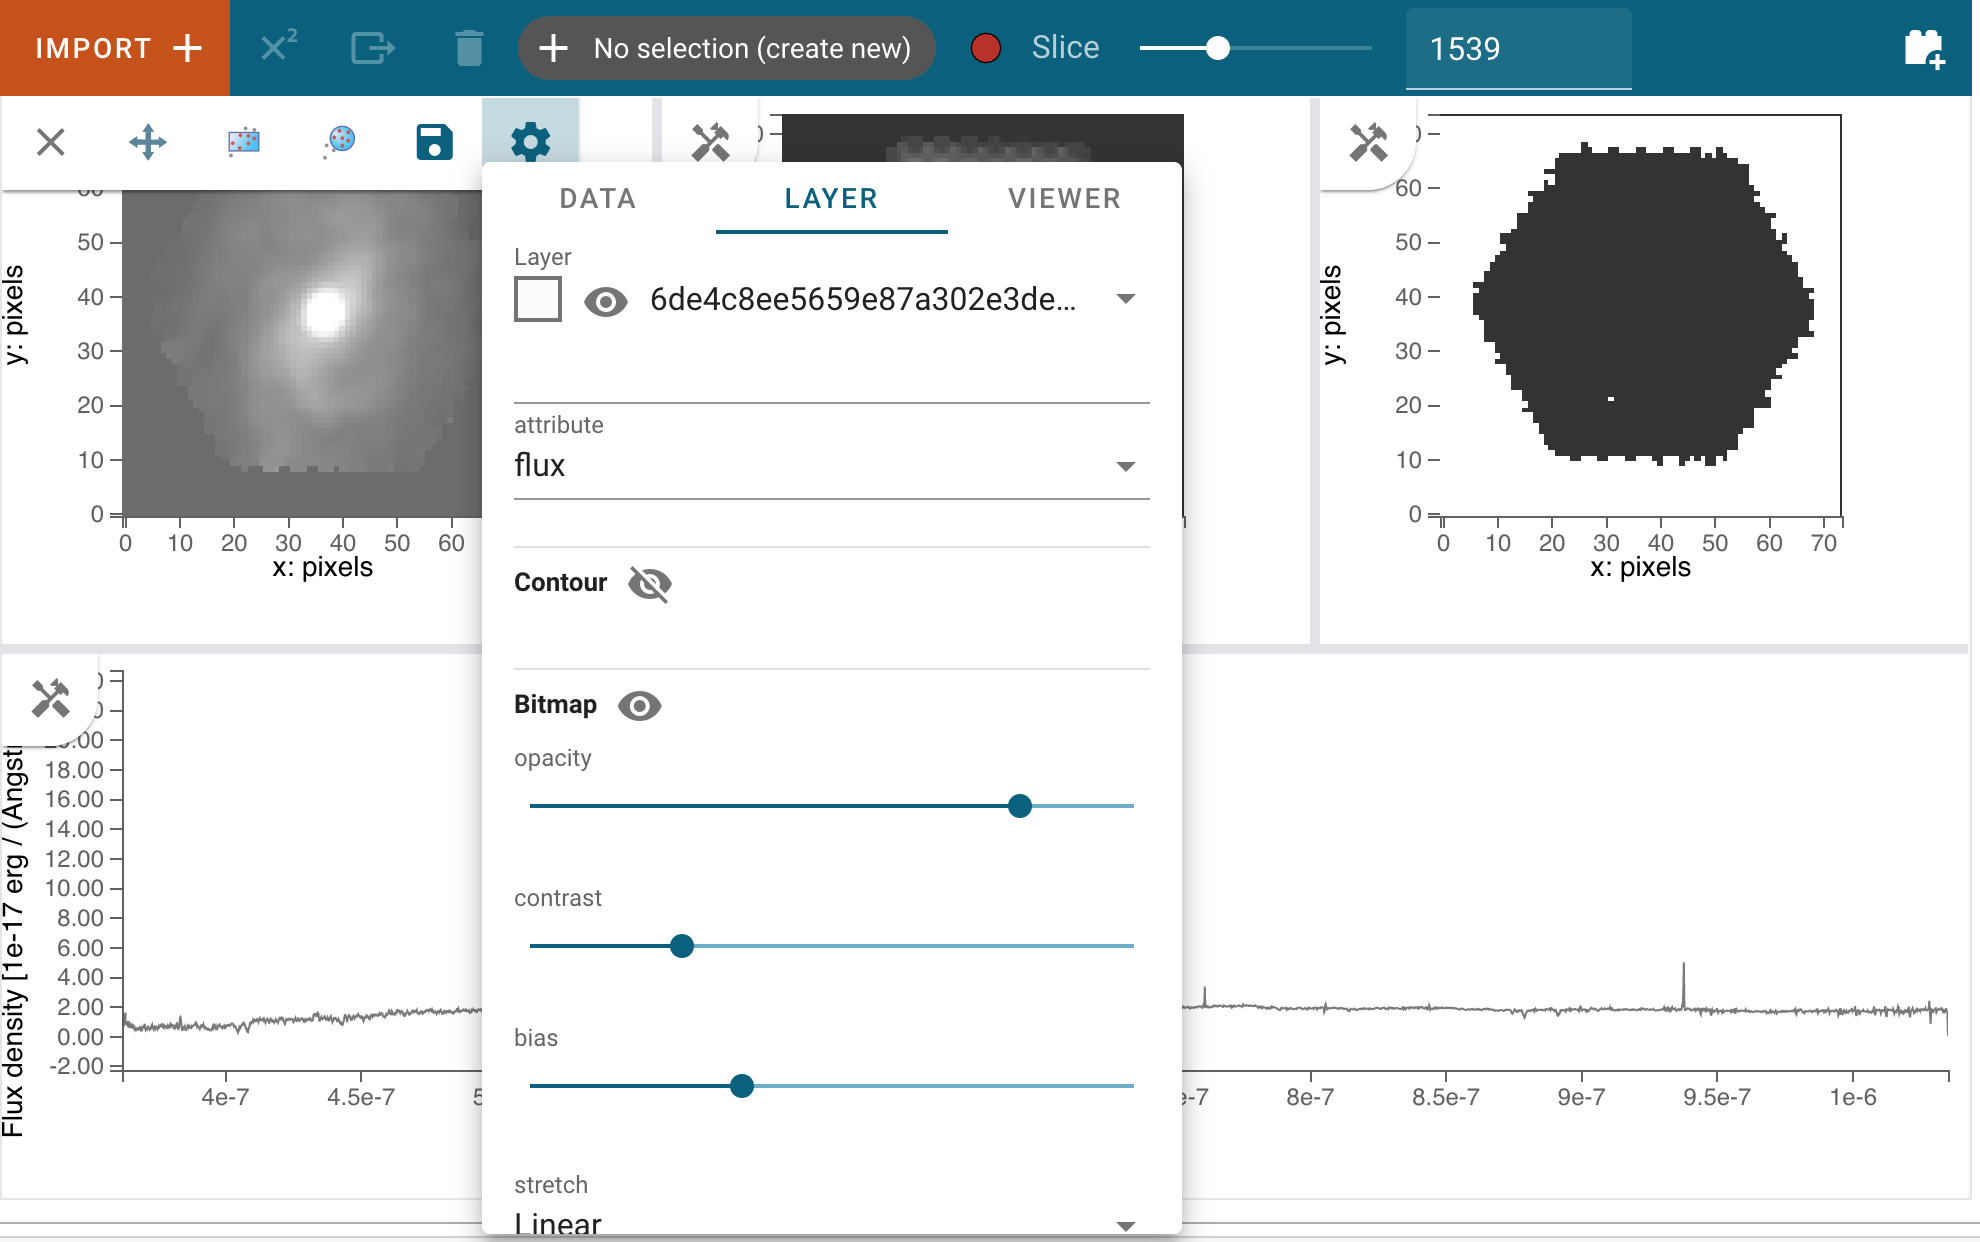 IMPORT
X²
No selection (create new)
Slice
1539
DATA
LAYER
VIEWER
Layer
6de4c8ee5659e87a302e3de...
attribute
flux
Contour
Bitmap
opacity
contrast
bias
stretch
Linear
y: pixels
50
40
30
20
10
0
0 10 20 30 40 50 60
x: pixels
y: pixels
60
50
40
30
20
10
0
0 10 20 30 40 50 60 70
x: pixels
Flux density [1e-17 erg / (Angst
18.00
16.00
14.00
12.00
10.00
8.00
6.00
4.00
2.00
0.00
-2.00
4e-7 4.5e-7 5 e-7 8e-7 8.5e-7 9e-7 9.5e-7 1e-6